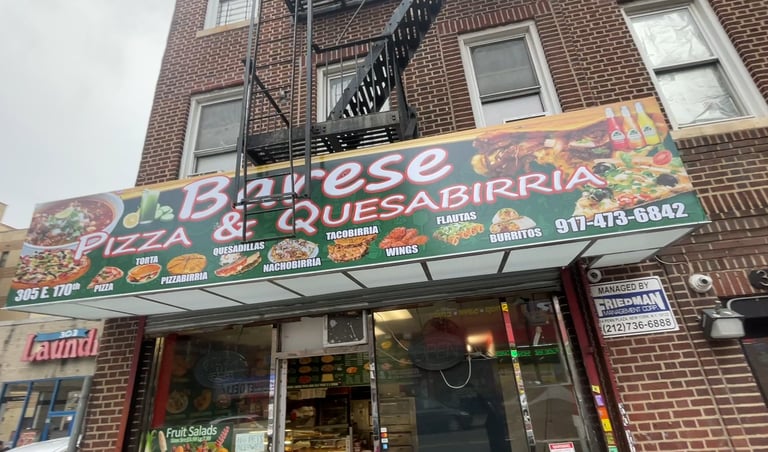 Barese
PIZZA & QUESABIRRIA
305 E. 170th
PIZZA
TORTA
PIZZABIRRIA
QUESADILLAS
NACHOBIRRIA
TACOBIRRIA
WINGS
FLAUTAS
BURRITOS
917-473-6842
MANAGED BY
FRIEDMAN
MANAGEMENT CORP.
(212)736-6888
303
Laund
Fruit Salads